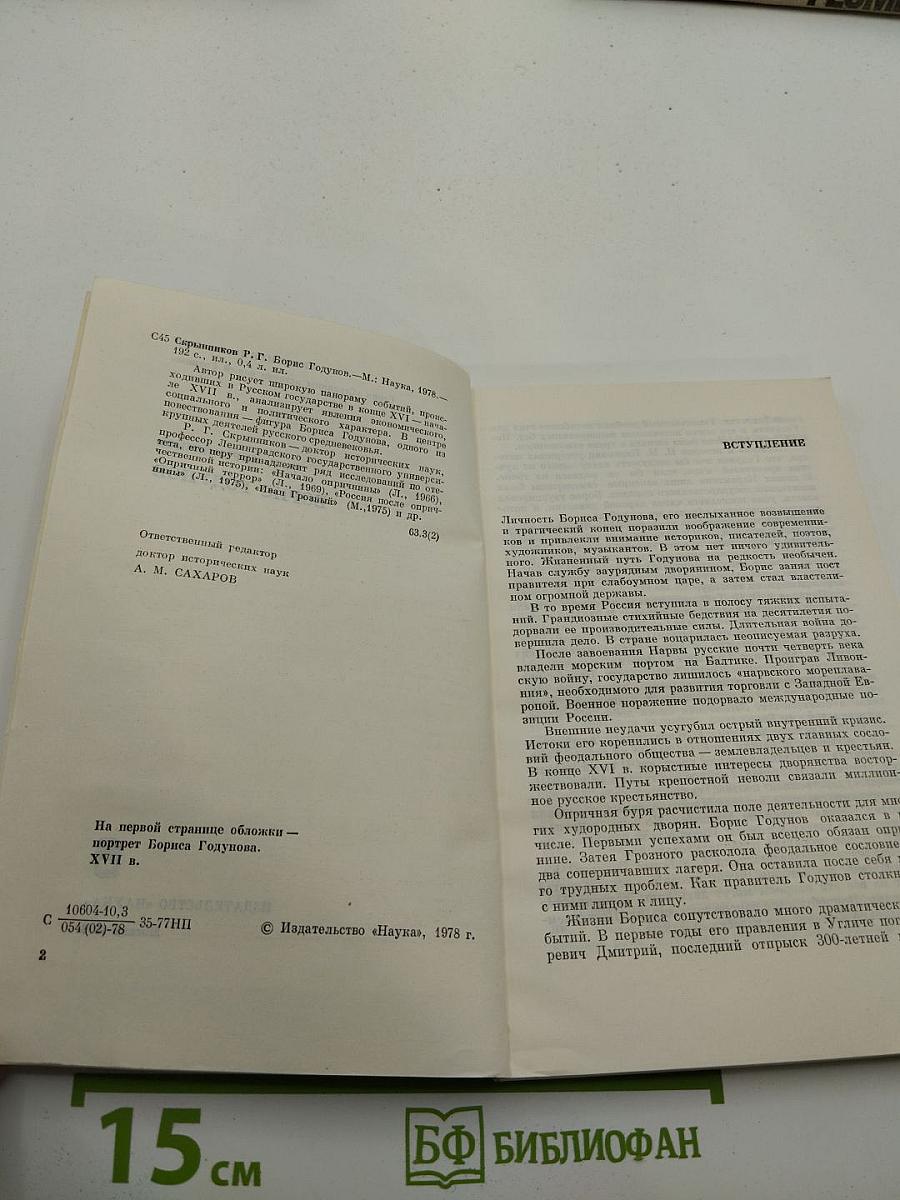 С45 Скрынников Р. Г. Борис Годунов.—М.: Наука, 1978.—
192 с., ил., 0,4 л. ил.
Автор рисует широкую панораму событий, проис-
ходивших в Русском государстве в конце XVI — нача-
ле XVII в., анализирует явления экономического,
социального и политического характера. В центре
повествования — фигура Бориса Годунова, одного из
крупных деятелей русского средневековья.
Р. Г. Скрынников — доктор исторических наук,
профессор Ленинградского государственного универси-
тета, его перу принадлежит ряд исследований по оте-
чественной истории: «Начало опричнины» (Л., 1966),
«Опричный террор» (Л., 1969), «Россия после оприч-
нины» (Л., 1975), «Иван Грозный» (М.,1975) и др.
63.3(2)
Ответственный редактор
доктор исторических наук
А. М. САХАРОВ
На первой странице обложки —
портрет Бориса Годунова.
XVII в.
С 10604-10,3
054 (02)-78 35-77НП
© Издательство «Наука», 1978 г.
2
ВСТУПЛЕНИЕ
Личность Бориса Годунова, его неслыханное возвышение
и трагический конец поразили воображение современни-
ков и привлекли внимание историков, писателей, поэтов,
художников, музыкантов. В этом нет ничего удивитель-
ного. Жизненный путь Годунова на редкость необычен.
Начав службу заурядным дворянином, Борис занял пост
правителя при слабоумном царе, а затем стал властели-
ном огромной державы.
В то время Россия вступила в полосу тяжких испыта-
ний. Грандиозные стихийные бедствия на десятилетия по-
дорвали ее производительные силы. Длительная война до-
вершила дело. В стране воцарилась неописуемая разруха.
После завоевания Нарвы русские почти четверть века
владели морским портом на Балтике. Проиграв Ливон-
скую войну, государство лишилось «нарвского мореплава-
ния», необходимого для развития торговли с Западной Ев-
ропой. Военное поражение подорвало международные по-
зиции России.
Внешние неудачи усугубил острый внутренний кризис.
Истоки его коренились в отношениях двух главных сосло-
вий феодального общества — землевладельцев и крестьян.
В конце XVI в. корыстные интересы дворянства востор-
жествовали. Путы крепостной неволи связали миллион-
ное русское крестьянство.
Опричная буря расчистила поле деятельности для мно
гих худородных дворян. Борис Годунов оказался в
числе. Первыми успехами он был всецело обязан опри
нине. Затея Грозного расколола феодальное сословие
два соперничавших лагеря. Она оставила после себя
го трудных проблем. Как правитель Годунов столкн
с ними лицом к лицу.
Жизни Бориса сопутствовало много драматическ
бытий. В первые годы его правления в Угличе пог
ревич Дмитрий, последний отпрыск 300-летней
15 см
БФ БИБЛИОФАН